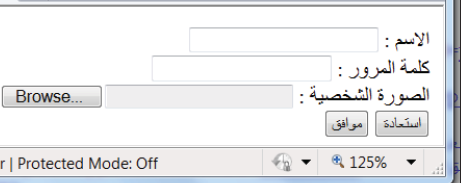 الاسم :
كلمة المرور :
الصورة الشخصية : Browse...
استعادة موافق
r | Protected Mode: Off 125%